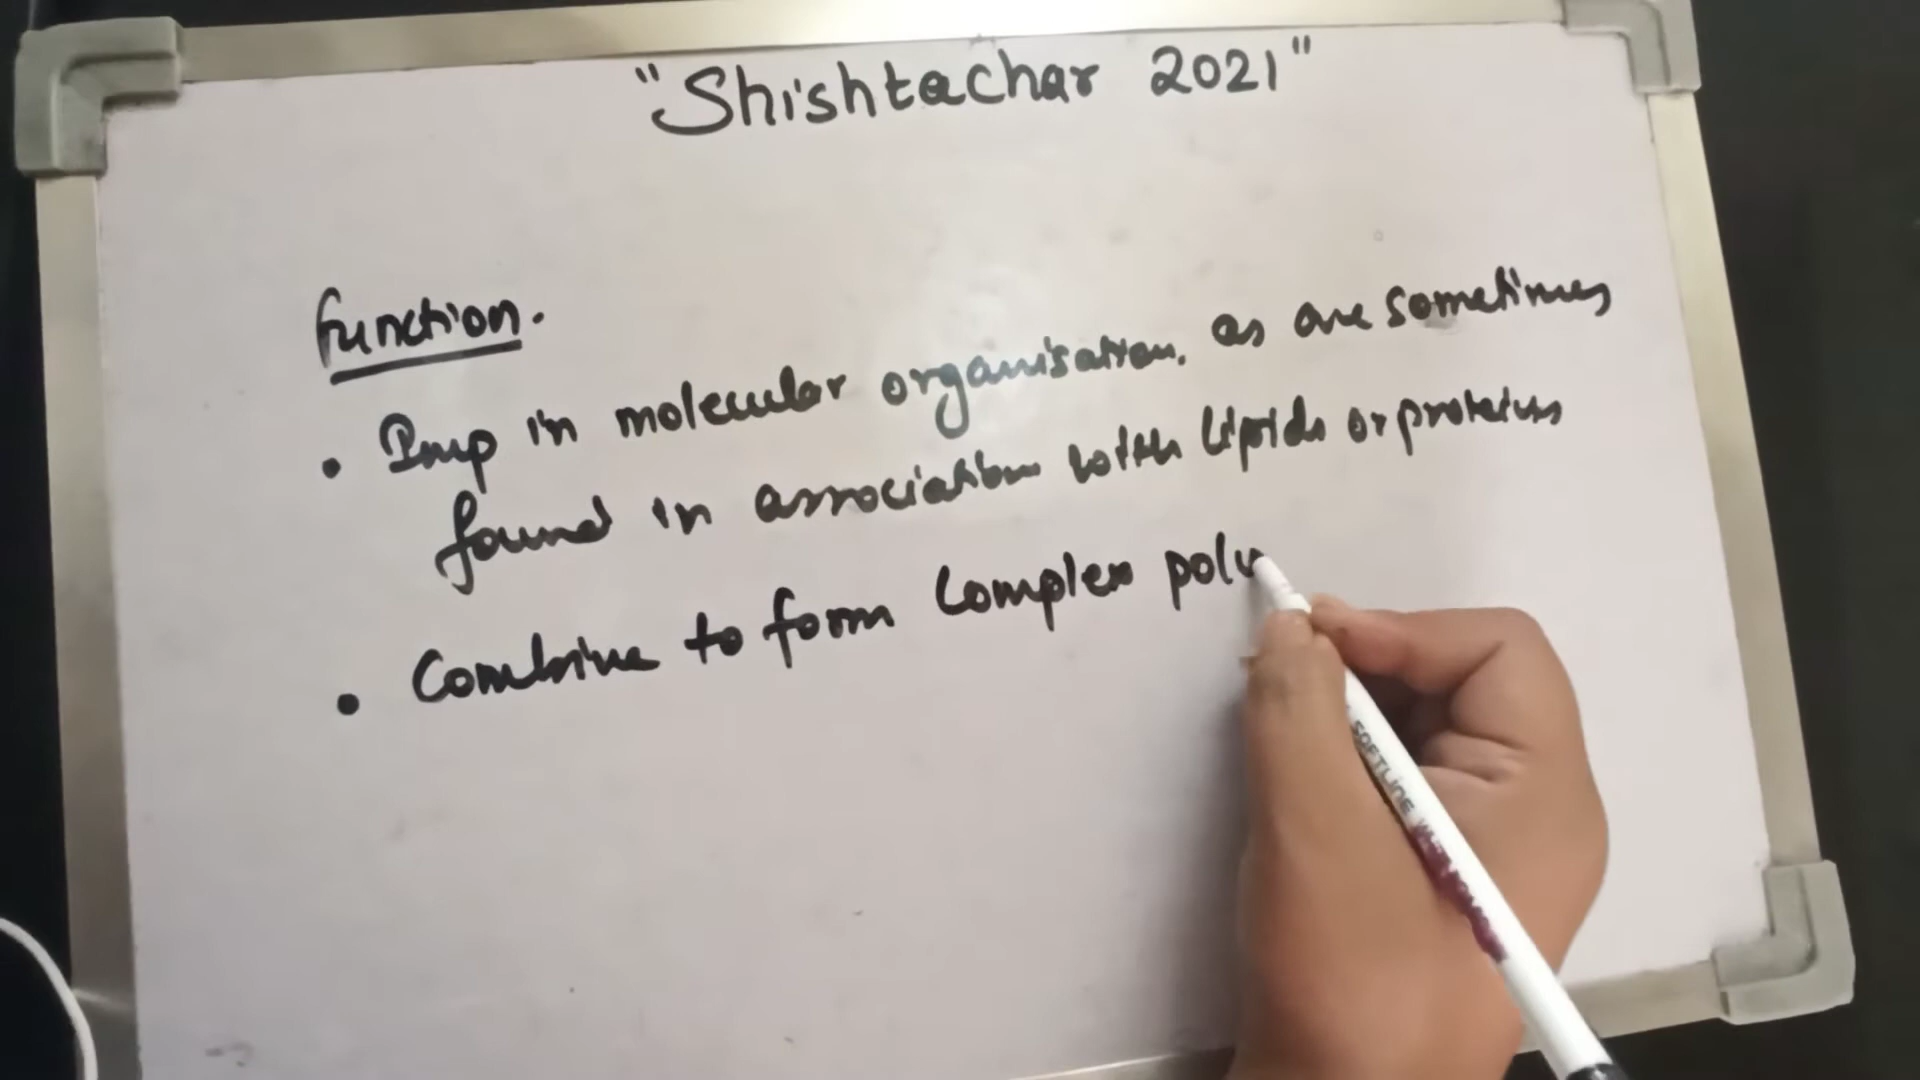 "Shishtachar 2021"
function.
• Imp in molecular organisation. as are sometimes
found in association with lipids or proteins
• Combine to form Complex poly
SOFTLINE